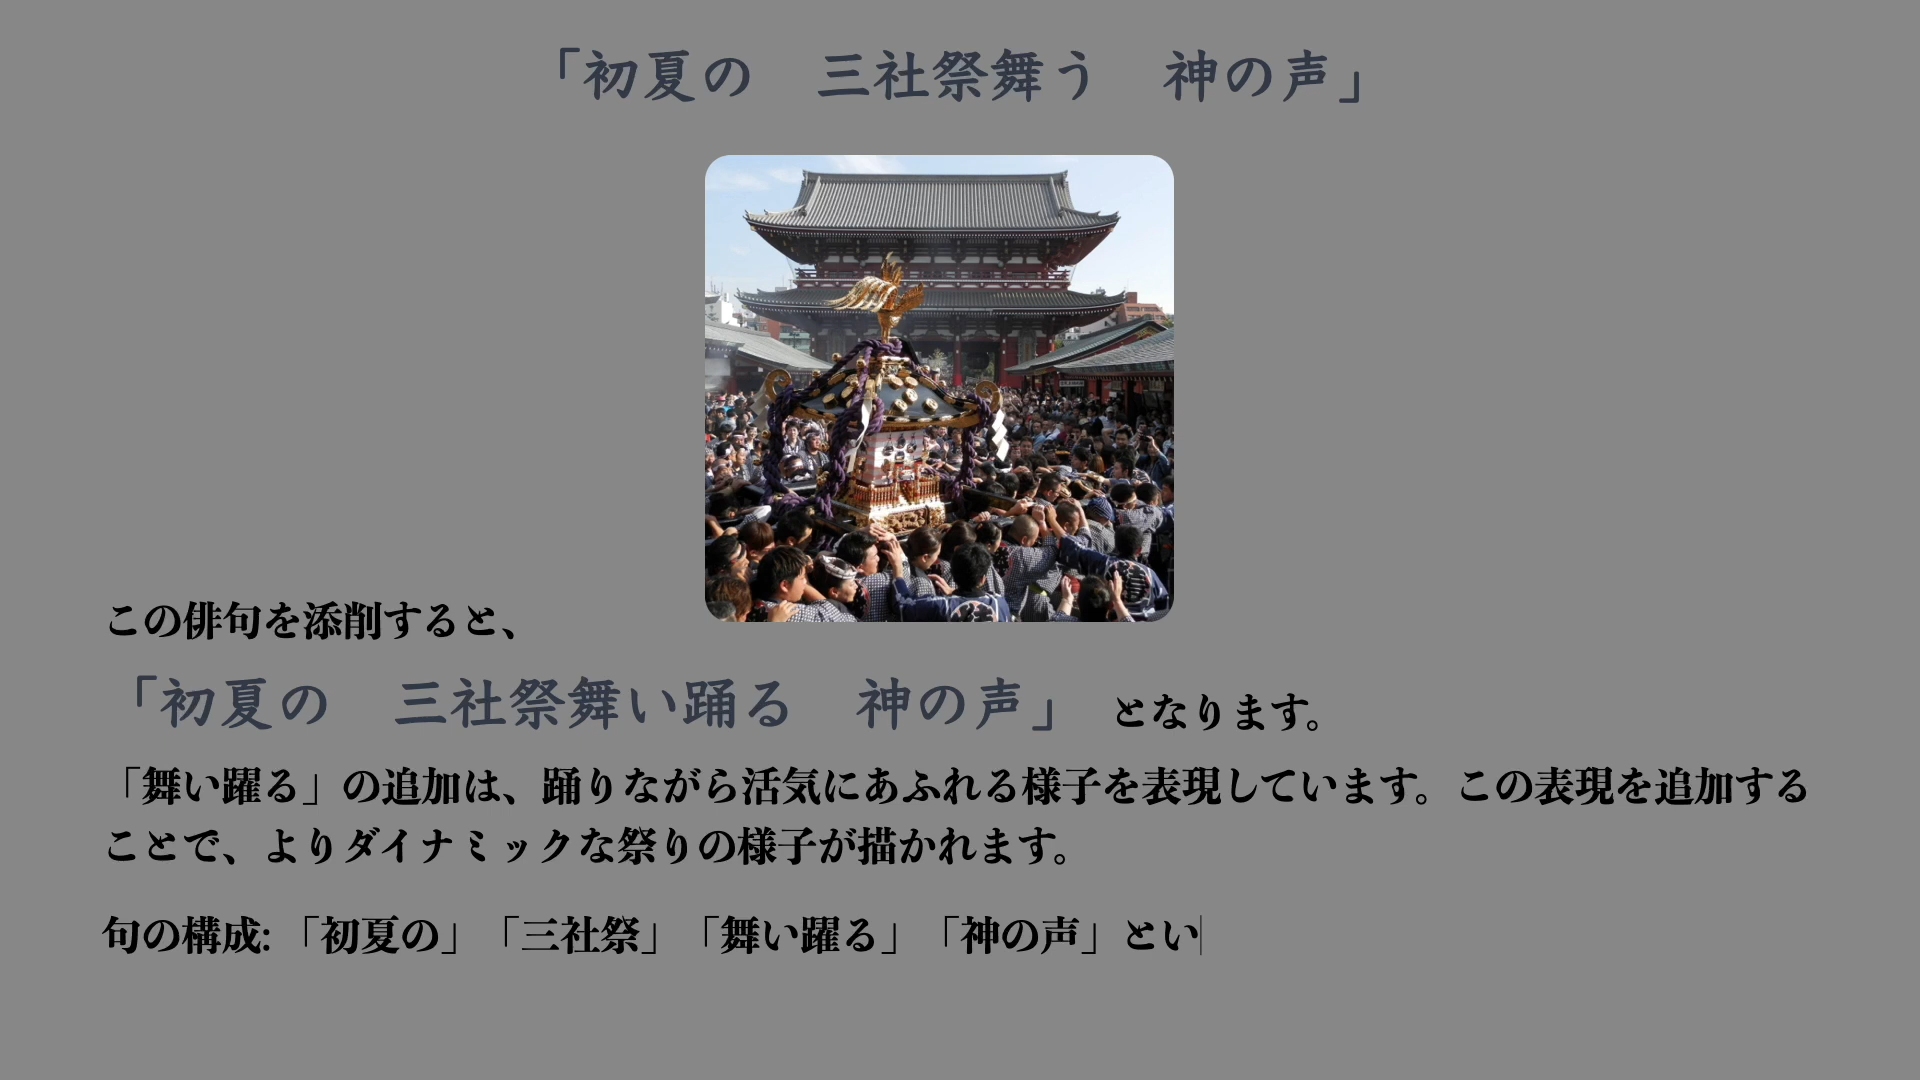 「初夏の　三社祭舞う　神の声」
この俳句を添削すると、
「初夏の　三社祭舞い踊る　神の声」 となります。
「舞い躍る」の追加は、踊りながら活気にあふれる様子を表現しています。この表現を追加する
ことで、よりダイナミックな祭りの様子が描かれます。
句の構成: 「初夏の」「三社祭」「舞い躍る」「神の声」とい